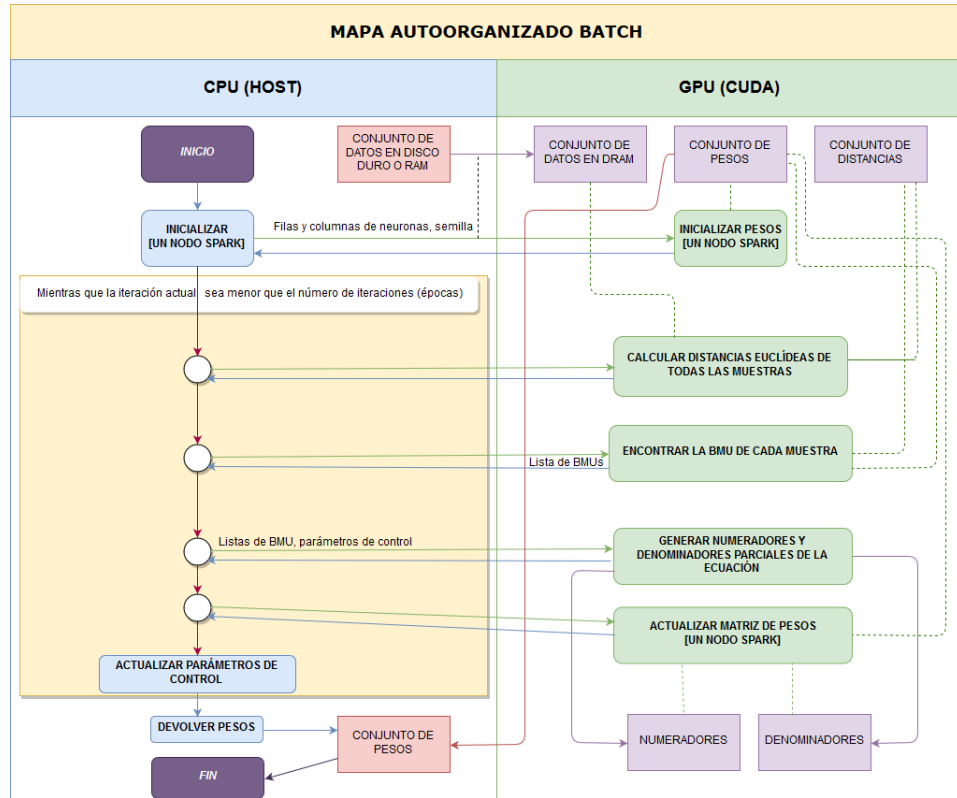 MAPA AUTOORGANIZADO BATCH
CPU (HOST)
GPU (CUDA)
INICIO
CONJUNTO DE
DATOS EN DISCO
DURO O RAM
CONJUNTO DE
DATOS EN DRAM
CONJUNTO DE
PESOS
CONJUNTO DE
DISTANCIAS
INICIALIZAR
[UN NODO SPARK]
Filas y columnas de neuronas, semilla
INICIALIZAR PESOS
[UN NODO SPARK]
Mientras que la iteración actual sea menor que el número de iteraciones (épocas)
CALCULAR DISTANCIAS EUCLÍDEAS DE
TODAS LAS MUESTRAS
ENCONTRAR LA BMU DE CADA MUESTRA
Lista de BMUs
Listas de BMU, parámetros de control
GENERAR NUMERADORES Y
DENOMINADORES PARCIALES DE LA
ECUACIÓN
ACTUALIZAR MATRIZ DE PESOS
[UN NODO SPARK]
ACTUALIZAR PARÁMETROS DE
CONTROL
DEVOLVER PESOS
CONJUNTO DE
PESOS
NUMERADORES
DENOMINADORES
FIN